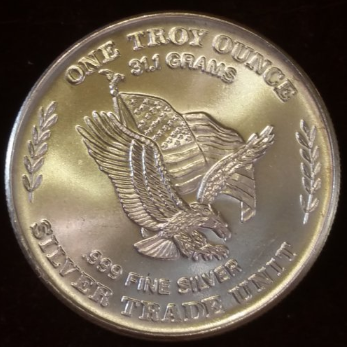 ONE TROY OUNCE
31.1 GRAMS
.999 FINE SILVER
SILVER TRADE UNIT